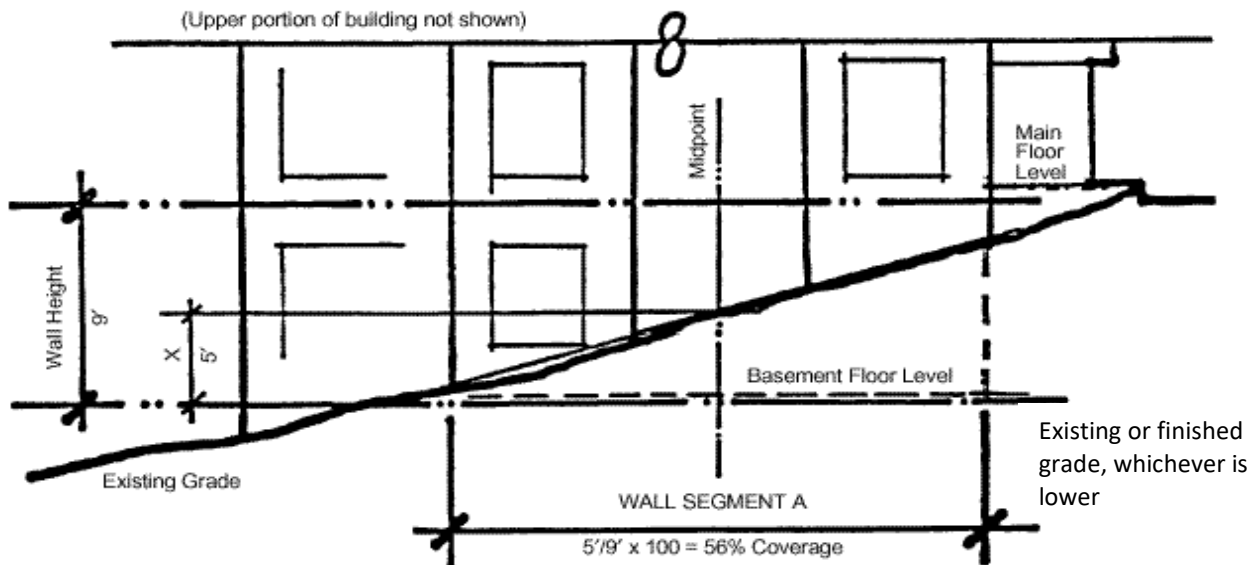 (Upper portion of building not shown)
8
Midpoint
Main
Floor
Level
Wall Height
9'
X
5'
Basement Floor Level
Existing or finished
grade, whichever is
lower
Existing Grade
WALL SEGMENT A
5'/9' x 100 = 56% Coverage